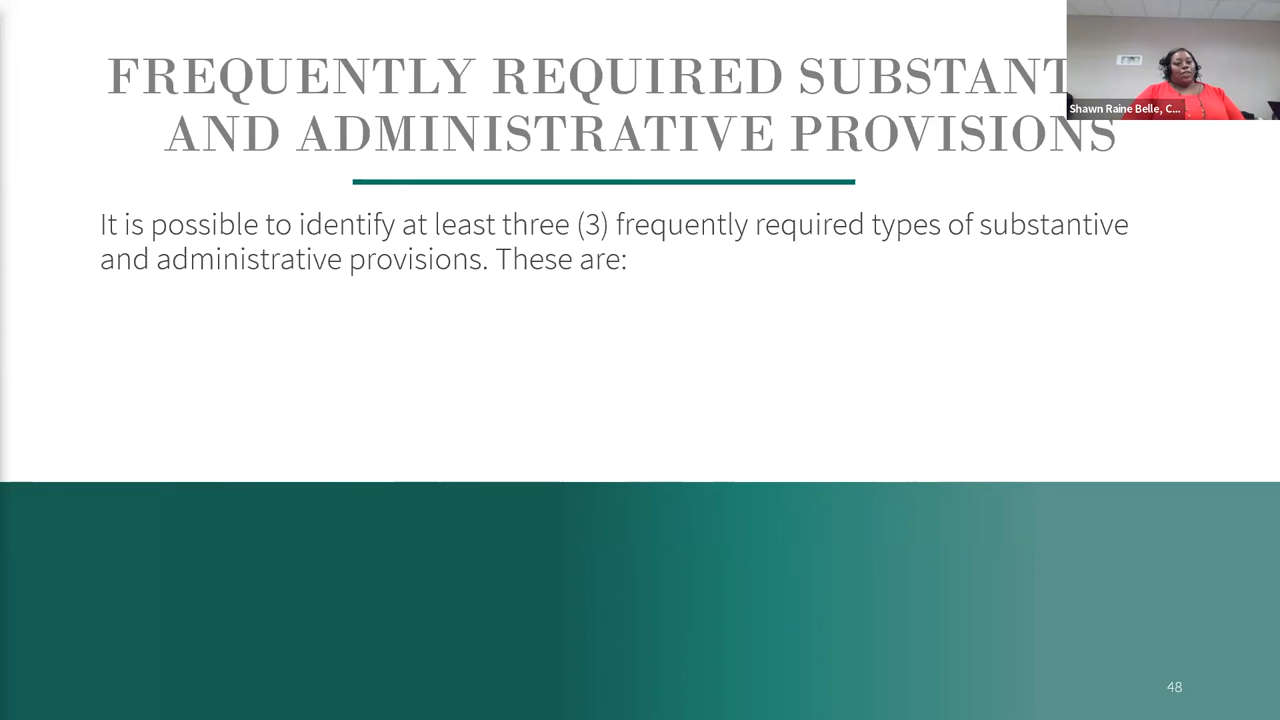 FREQUENTLY REQUIRED SUBSTANT
AND ADMINISTRATIVE PROVISIONS
Shawn Raine Belle, C...
It is possible to identify at least three (3) frequently required types of substantive
and administrative provisions. These are:
48